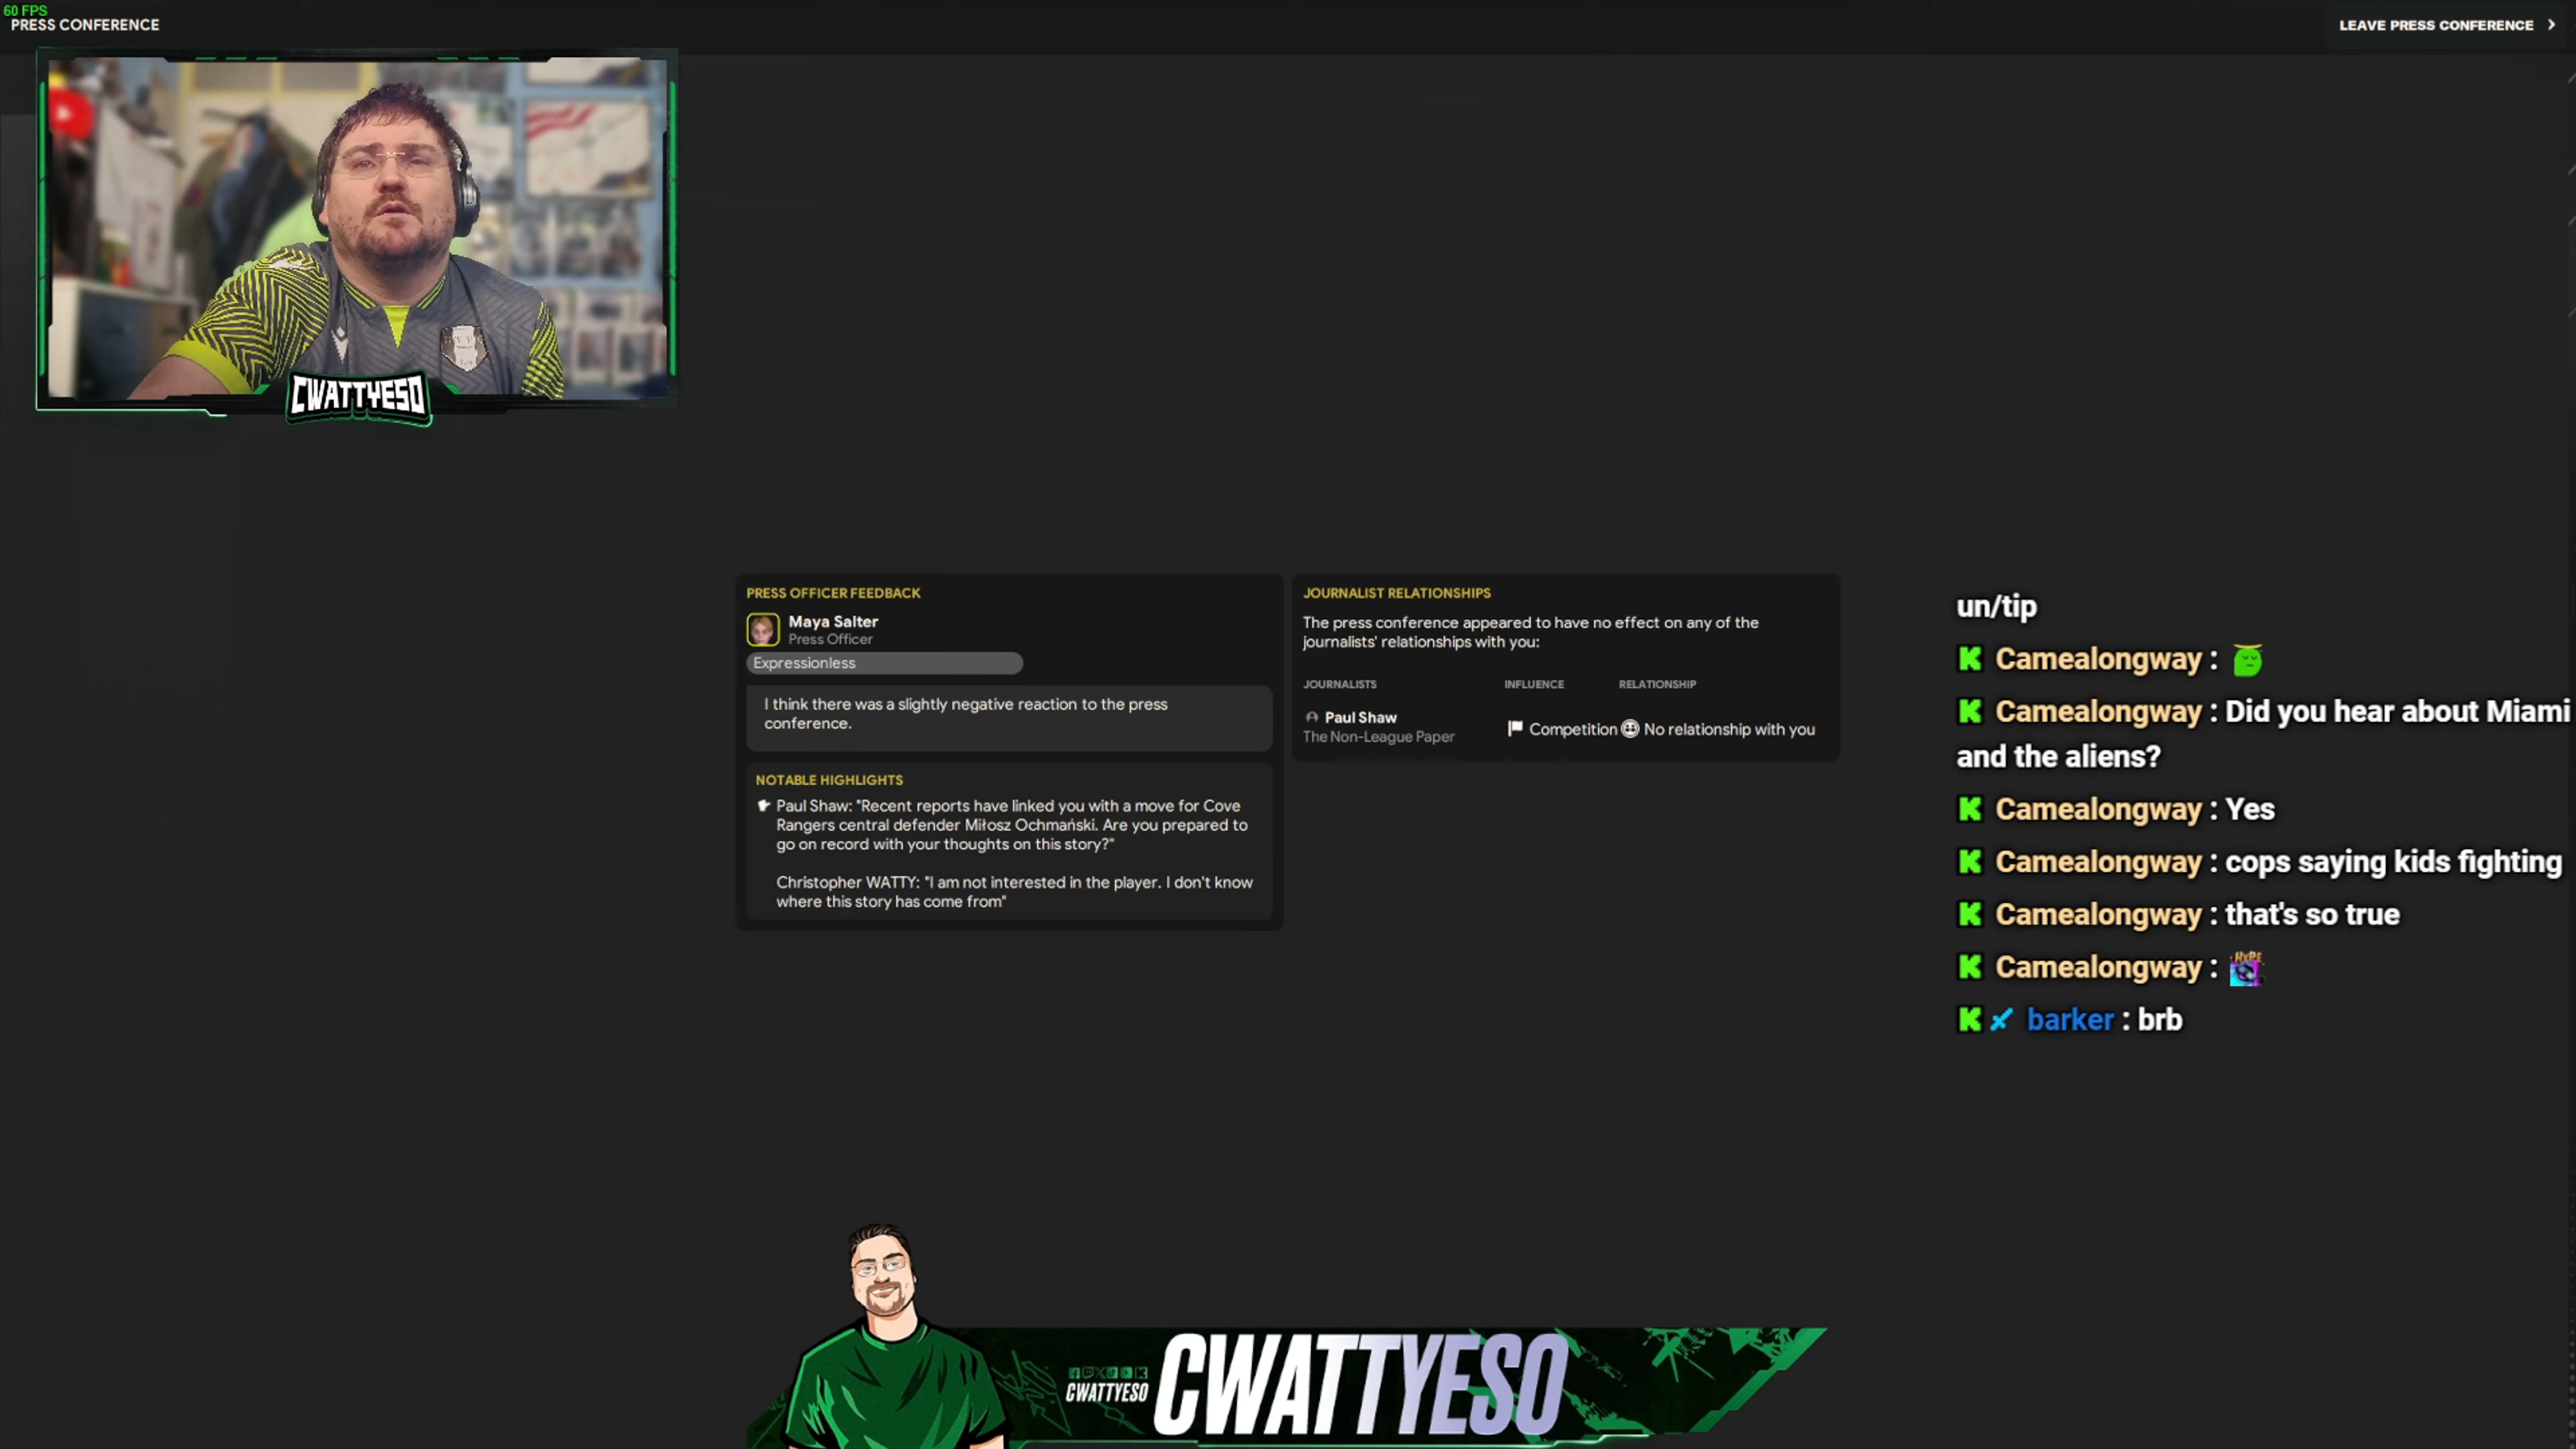 60 FPS
PRESS CONFERENCE
LEAVE PRESS CONFERENCE
CWATTYESO
PRESS OFFICER FEEDBACK
Maya Salter
Press Officer
Expressionless
I think there was a slightly negative reaction to the press
conference.
NOTABLE HIGHLIGHTS
Paul Shaw: "Recent reports have linked you with a move for Cove
Rangers central defender Miłosz Ochmański. Are you prepared to
go on record with your thoughts on this story?"
Christopher WATTY: "I am not interested in the player. I don't know
where this story has come from"
JOURNALIST RELATIONSHIPS
The press conference appeared to have no effect on any of the
journalists' relationships with you:
JOURNALISTS INFLUENCE RELATIONSHIP
Paul Shaw
The Non-League Paper
Competition No relationship with you
un/tip
Camealongway :
Camealongway : Did you hear about Miami
and the aliens?
Camealongway : Yes
Camealongway : cops saying kids fighting
Camealongway : that's so true
Camealongway : HYPE
barker : brb
CWATTYESO
CWATTYESO